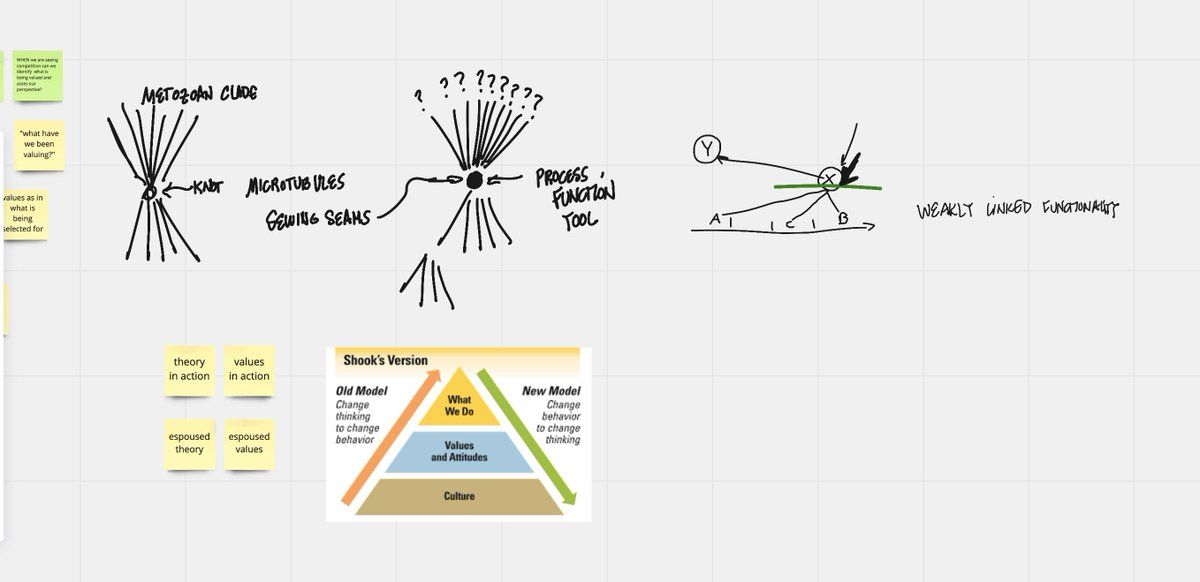 WHEN we are seeing
competition can we
identify what is
being valued and
asses our
perspective?
"what have
we been
valuing?"
values as in
what is
being
selected for
METOZOAN CLADE
KNOT
MICROTUBULES
SEWING SEAMS
? ? ? ? ? ? ? ? ?
PROCESS,
FUNCTION
TOOL
Y
X
A C B
WEAKLY LINKED FUNCTIONALITY
theory
in action
values
in action
espoused
theory
espoused
values
Shook's Version
Old Model
Change
thinking
to change
behavior
What
We Do
Values
and Attitudes
Culture
New Model
Change
behavior
to change
thinking